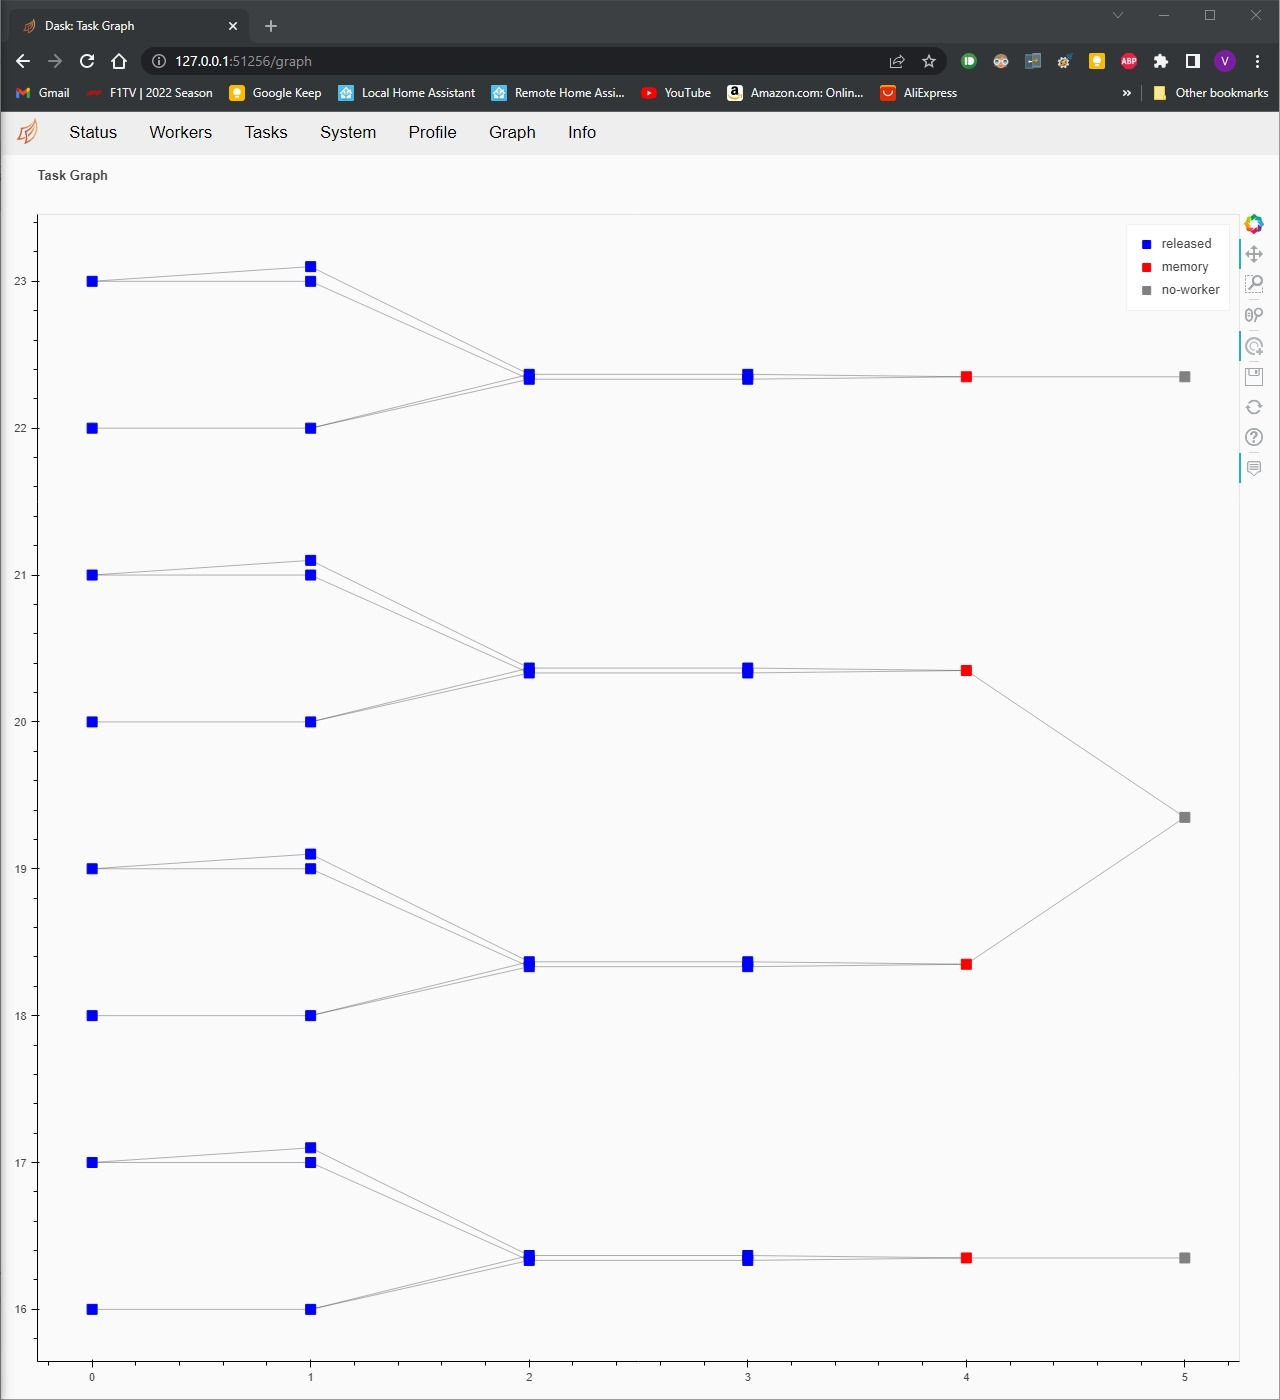 Dask: Task Graph
127.0.0.1:51256/graph
ABP
V
Gmail F1TV | 2022 Season Google Keep Local Home Assistant Remote Home Assi... YouTube Amazon.com: Onlin... AliExpress » Other bookmarks
Status Workers Tasks System Profile Graph Info
Task Graph
released
memory
no-worker
23
22
21
20
19
18
17
16
0 1 2 3 4 5